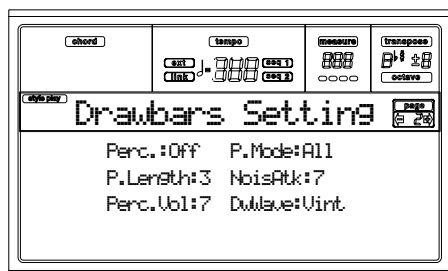 chord tempo measure transpose
ext seq 1
link seq 2
octave
style play
page
Drawbars Setting
Perc.:Off P.Mode:All
P.Length:3 NoisAtk:7
Perc.Vol:7 DwWave:Vint